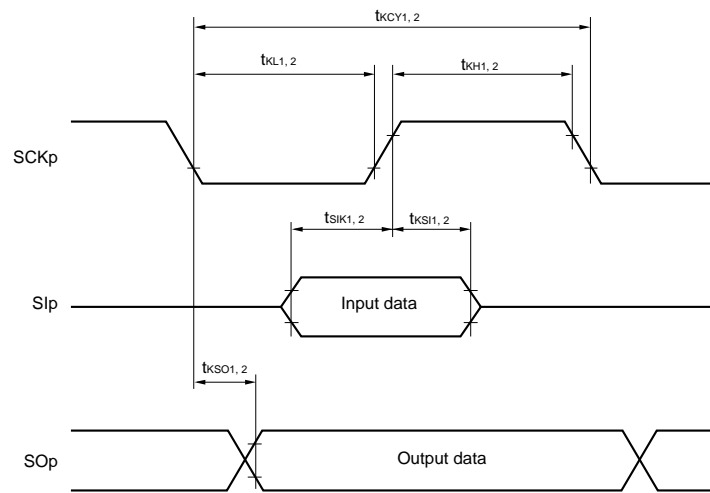 tKCY1, 2
tKL1, 2
tKH1, 2
SCKp
tSIK1, 2
tKSI1, 2
SIp
Input data
tKSO1, 2
SOp
Output data